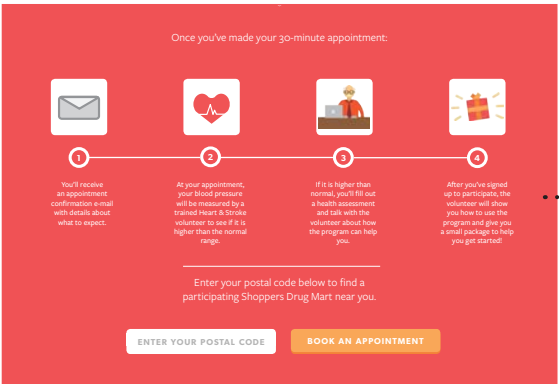 Once you've made your 30-minute appointment:
1
2
3
4
You'll receive
an appointment
confirmation e-mail
with details about
what to expect.
At your appointment,
your blood pressure
will be measured by a
trained Heart & Stroke
volunteer to see if it is
higher than the normal
range.
If it is higher than
normal, you'll fill out
a health assessment
and talk with the
volunteer about how
the program can help
you.
After you've signed
up to participate, the
volunteer will show
you how to use the
program and give you
a small package to help
you get started!
Enter your postal code below to find a
participating Shoppers Drug Mart near you.
ENTER YOUR POSTAL CODE
BOOK AN APPOINTMENT